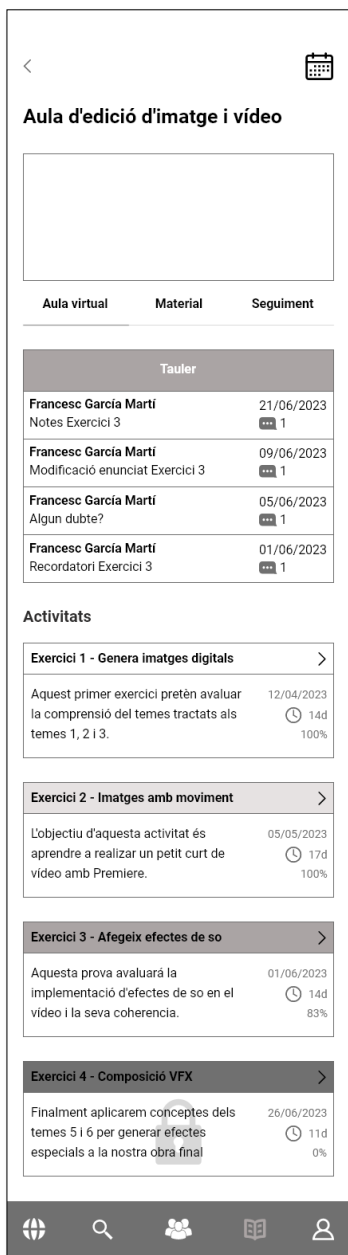 Aula d'edició d'imatge i vídeo
Aula virtual Material Seguiment
Tauler
Francesc García Martí 21/06/2023
Notes Exercici 3 1
Francesc García Martí 09/06/2023
Modificació enunciat Exercici 3 1
Francesc García Martí 05/06/2023
Algun dubte? 1
Francesc García Martí 01/06/2023
Recordatori Exercici 3 1
Activitats
Exercici 1 - Genera imatges digitals
Aquest primer exercici pretèn avaluar 12/04/2023
la comprensió del temes tractats als 14d
temes 1, 2 i 3. 100%
Exercici 2 - Imatges amb moviment
L'objectiu d'aquesta activitat és 05/05/2023
aprendre a realizar un petit curt de 17d
vídeo amb Premiere. 100%
Exercici 3 - Afegeix efectes de so
Aquesta prova avaluará la 01/06/2023
implementació d'efectes de so en el 14d
vídeo i la seva coherencia. 83%
Exercici 4 - Composició VFX
Finalment aplicarem conceptes dels 26/06/2023
temes 5 i 6 per generar efectes 11d
especials a la nostra obra final 0%